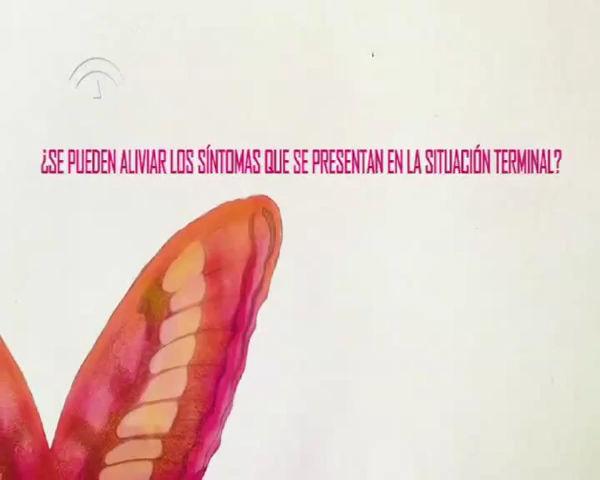 ¿SE PUEDEN ALIVIAR LOS SÍNTOMAS QUE SE PRESENTAN EN LA SITUACIÓN TERMINAL?